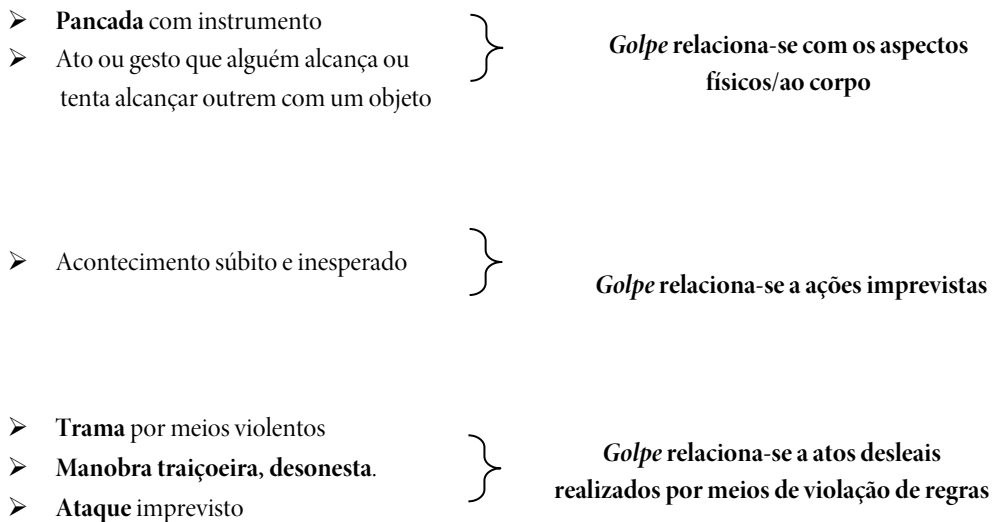 ➢ Pancada com instrumento
➢ Ato ou gesto que alguém alcança ou
tenta alcançar outrem com um objeto
Golpe relaciona-se com os aspectos
físicos/ao corpo
➢ Acontecimento súbito e inesperado
Golpe relaciona-se a ações imprevistas
➢ Trama por meios violentos
➢ Manobra traiçoeira, desonesta.
➢ Ataque imprevisto
Golpe relaciona-se a atos desleais
realizados por meios de violação de regras